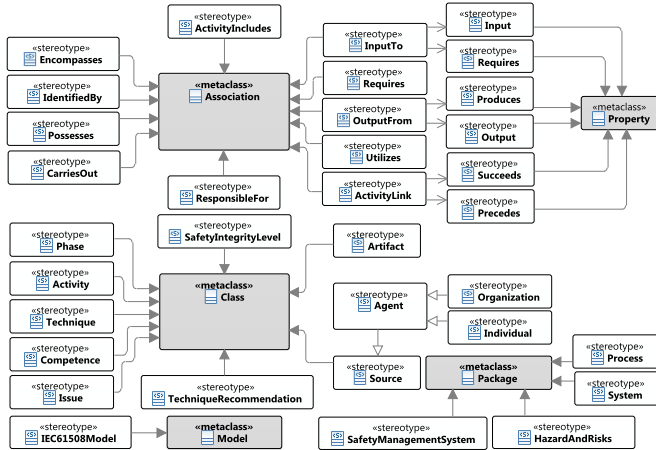 «stereotype»
ActivityIncludes
«stereotype»
Encompasses
«stereotype»
IdentifiedBy
«stereotype»
Possesses
«stereotype»
CarriesOut
«metaclass»
Association
«stereotype»
ResponsibleFor
«stereotype»
InputTo
«stereotype»
Requires
«stereotype»
OutputFrom
«stereotype»
Utilizes
«stereotype»
ActivityLink
«stereotype»
Input
«stereotype»
Requires
«stereotype»
Produces
«stereotype»
Output
«stereotype»
Succeeds
«stereotype»
Precedes
«metaclass»
Property
«stereotype»
SafetyIntegrityLevel
«stereotype»
Phase
«stereotype»
Activity
«stereotype»
Technique
«stereotype»
Competence
«stereotype»
Issue
«metaclass»
Class
«stereotype»
TechniqueRecommendation
«stereotype»
Artifact
«stereotype»
Agent
«stereotype»
Organization
«stereotype»
Individual
«stereotype»
Source
«metaclass»
Package
«stereotype»
Process
«stereotype»
System
«stereotype»
IEC61508Model
«metaclass»
Model
«stereotype»
SafetyManagementSystem
«stereotype»
HazardAndRisks